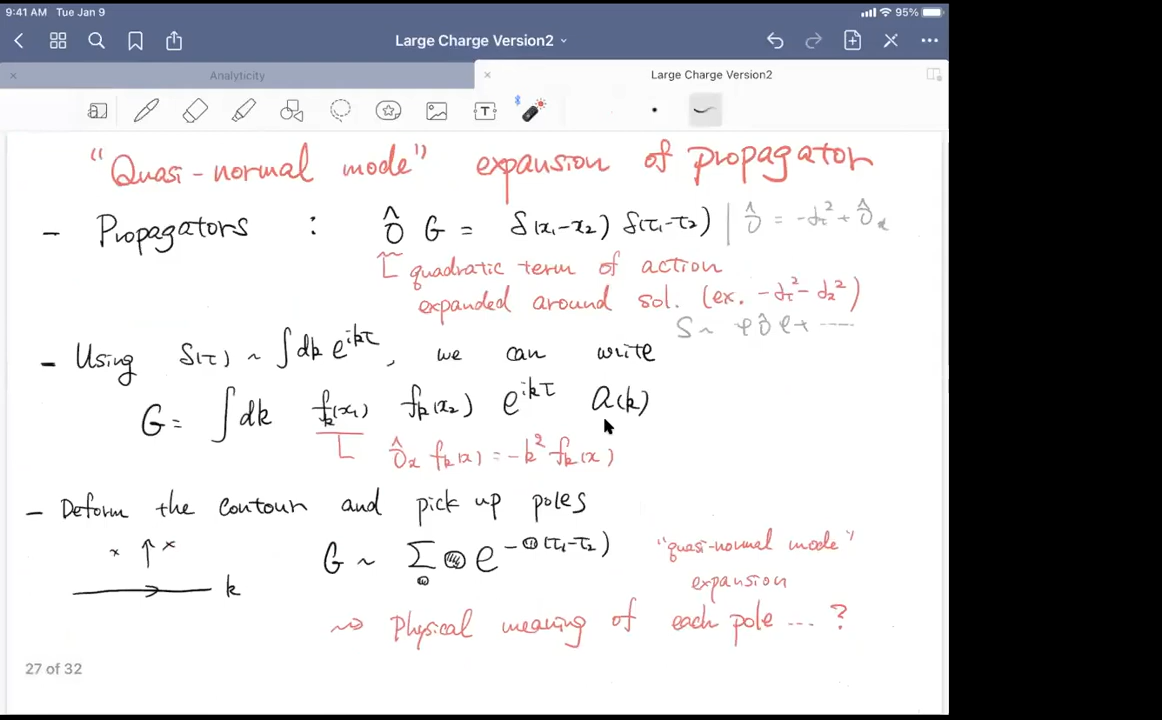 9:41 AM Tue Jan 9
95%
Large Charge Version2
Analyticity
Large Charge Version2
"Quasi-normal mode" expansion of propagator
- Propagators : Ô G = δ(x₁-x₂) δ(τ₁-τ₂) | Ô = -∂τ² + Ôₓ
quadratic term of action
expanded around sol. (ex. -∂τ² - ∂x²)
S ~ φ Ô φ + ----
- Using δ(τ) ~ ∫dk e^{ikτ}, we can write
G = ∫dk fₖ(x₁) fₖ(x₂) e^{ikτ} a(k)
Ôₓ fₖ(x) = -k² fₖ(x)
- Deform the contour and pick up poles
k
G ~ Σ e^{- (τ₁-τ₂)} "quasi-normal mode"
expansion
~> Physical meaning of each pole ... ?
27 of 32